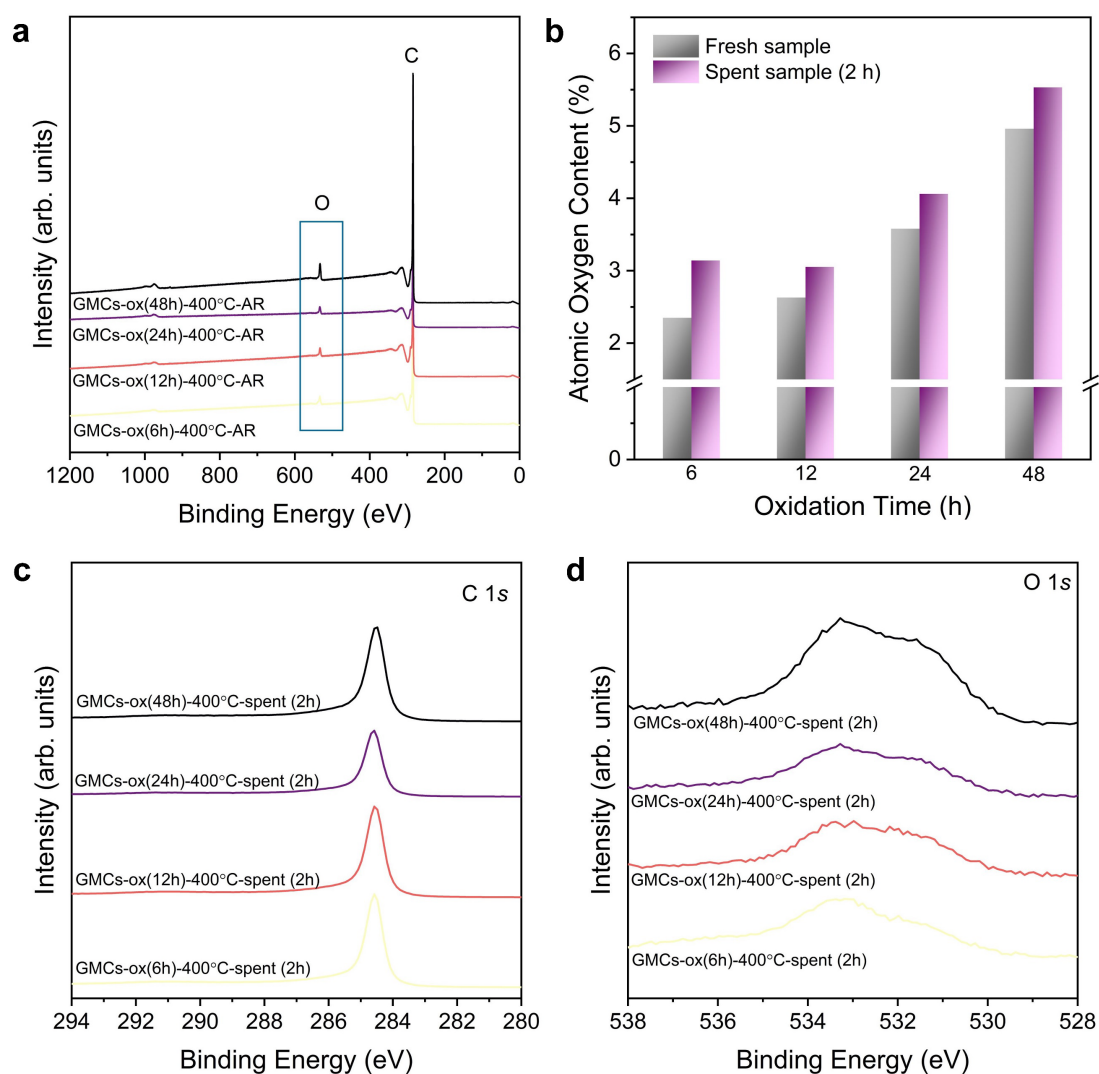 a
C
O
GMCs-ox(48h)-400°C-AR
GMCs-ox(24h)-400°C-AR
GMCs-ox(12h)-400°C-AR
GMCs-ox(6h)-400°C-AR
Intensity (arb. units)
1200 1000 800 600 400 200 0
Binding Energy (eV)
b
Fresh sample
Spent sample (2 h)
Atomic Oxygen Content (%)
6
5
4
3
2
0
6 12 24 48
Oxidation Time (h)
c
C 1s
GMCs-ox(48h)-400°C-spent (2h)
GMCs-ox(24h)-400°C-spent (2h)
GMCs-ox(12h)-400°C-spent (2h)
GMCs-ox(6h)-400°C-spent (2h)
Intensity (arb. units)
294 292 290 288 286 284 282 280
Binding Energy (eV)
d
O 1s
GMCs-ox(48h)-400°C-spent (2h)
GMCs-ox(24h)-400°C-spent (2h)
GMCs-ox(12h)-400°C-spent (2h)
GMCs-ox(6h)-400°C-spent (2h)
Intensity (arb. units)
538 536 534 532 530 528
Binding Energy (eV)